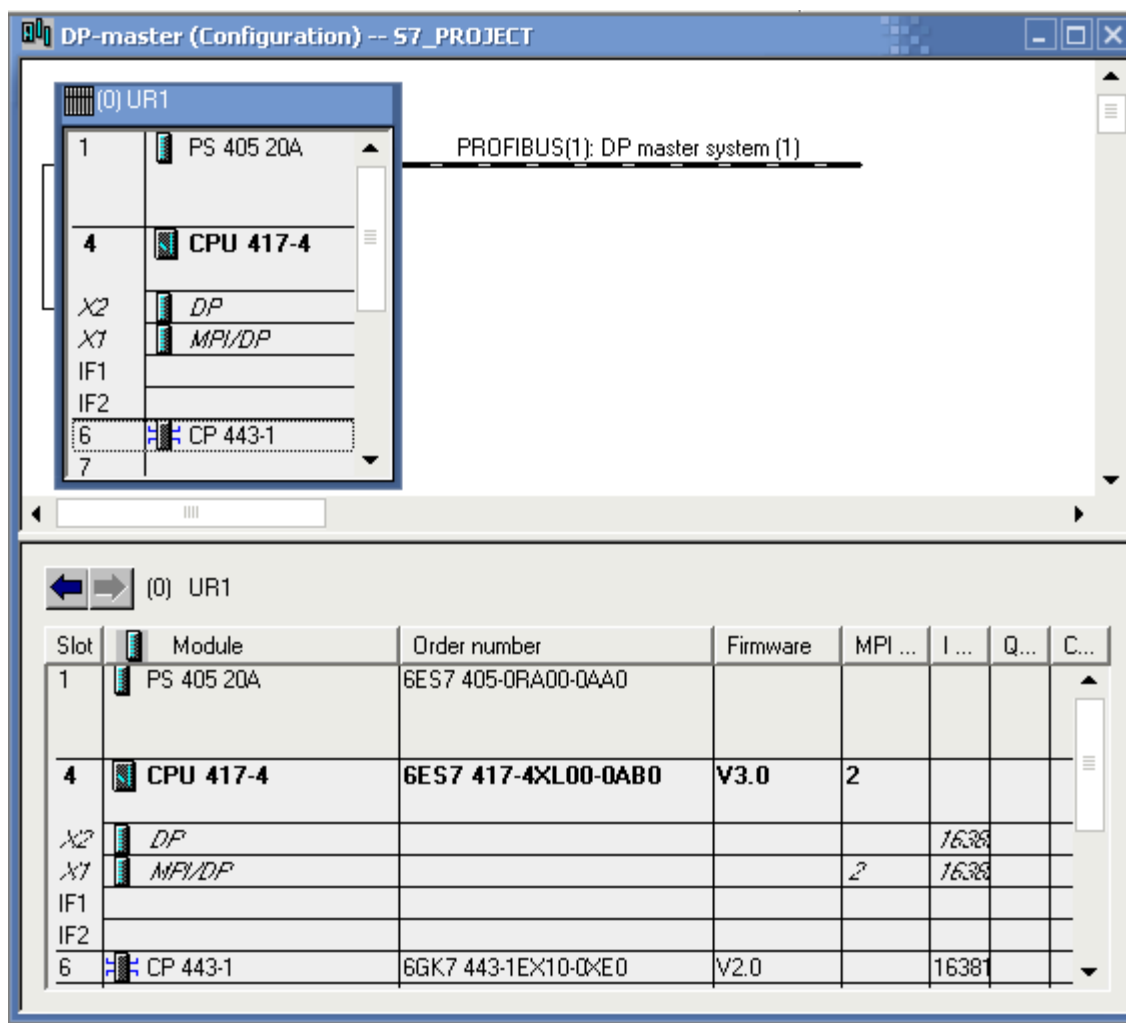 DP-master (Configuration) -- S7_PROJECT
(0) UR1
1 PS 405 20A
PROFIBUS(1): DP master system (1)
4 CPU 417-4
X2 DP
X1 MPI/DP
IF1
IF2
6 CP 443-1
7
(0) UR1
Slot Module Order number Firmware MPI ... I ... Q... C...
1 PS 405 20A 6ES7 405-0RA00-0AA0
4 CPU 417-4 6ES7 417-4XL00-0AB0 V3.0 2
X2 DP 1638
X1 MPI/DP 2 1638
IF1
IF2
6 CP 443-1 6GK7 443-1EX10-0XE0 V2.0 16381